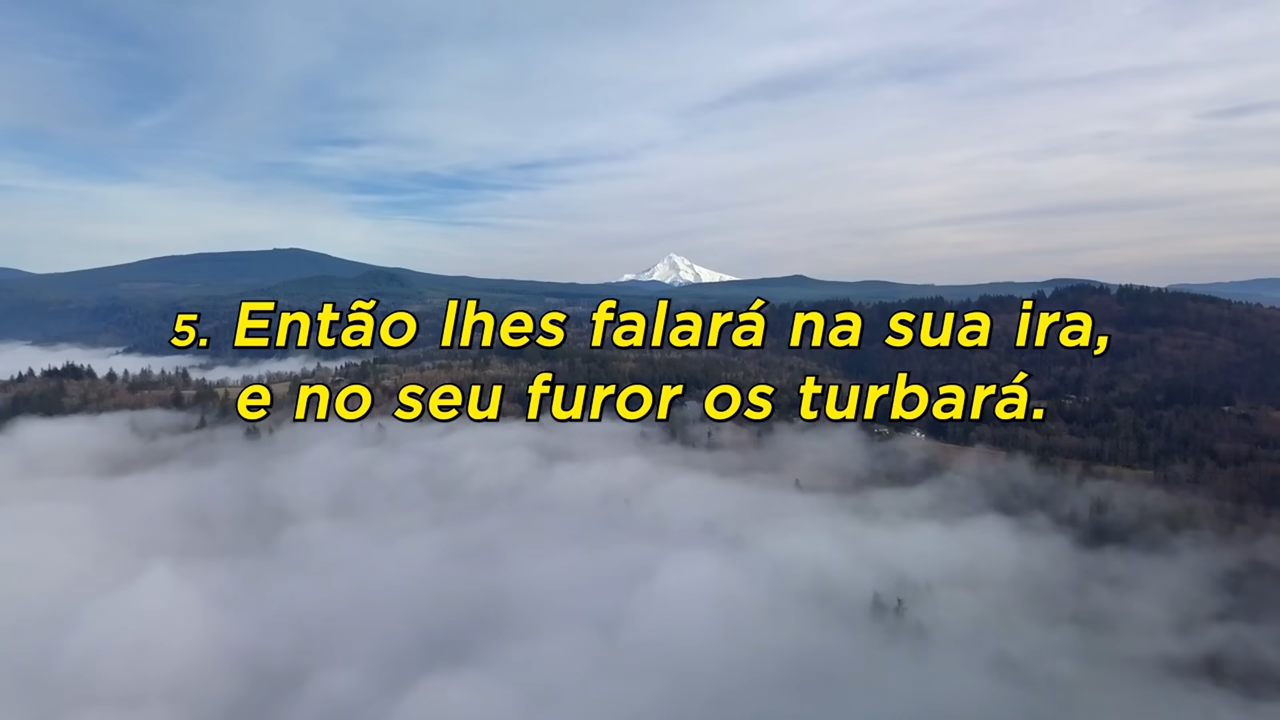 5. Então lhes falará na sua ira,
e no seu furor os turbará.